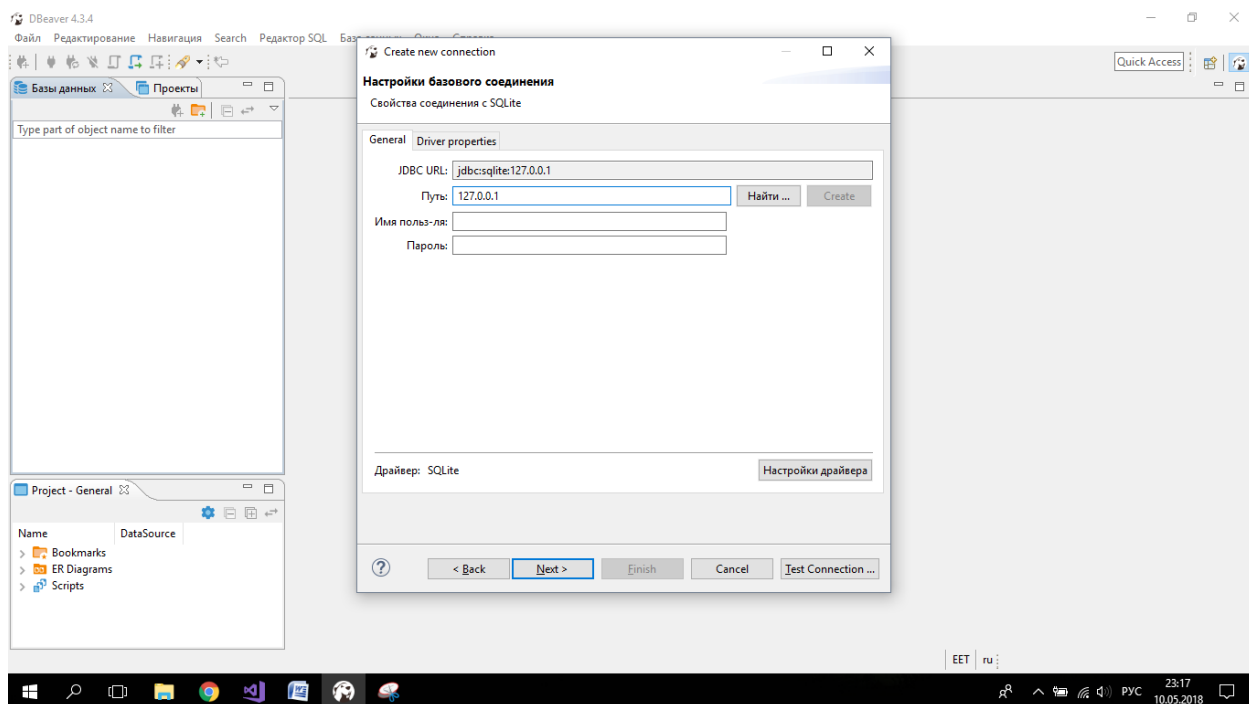 DBeaver 4.3.4
Файл Редактирование Навигация Search Редактор SQL
Quick Access
Базы данных Проекты
Type part of object name to filter
Create new connection
Настройки базового соединения
Свойства соединения с SQLite
General Driver properties
JDBC URL: jdbc:sqlite:127.0.0.1
Путь: 127.0.0.1 Найти ... Create
Имя польз-ля:
Пароль:
Драйвер: SQLite Настройки драйвера
? < Back Next > Finish Cancel Test Connection ...
Project - General
Name DataSource
Bookmarks
ER Diagrams
Scripts
EET ru
РУС 23:17
10.05.2018